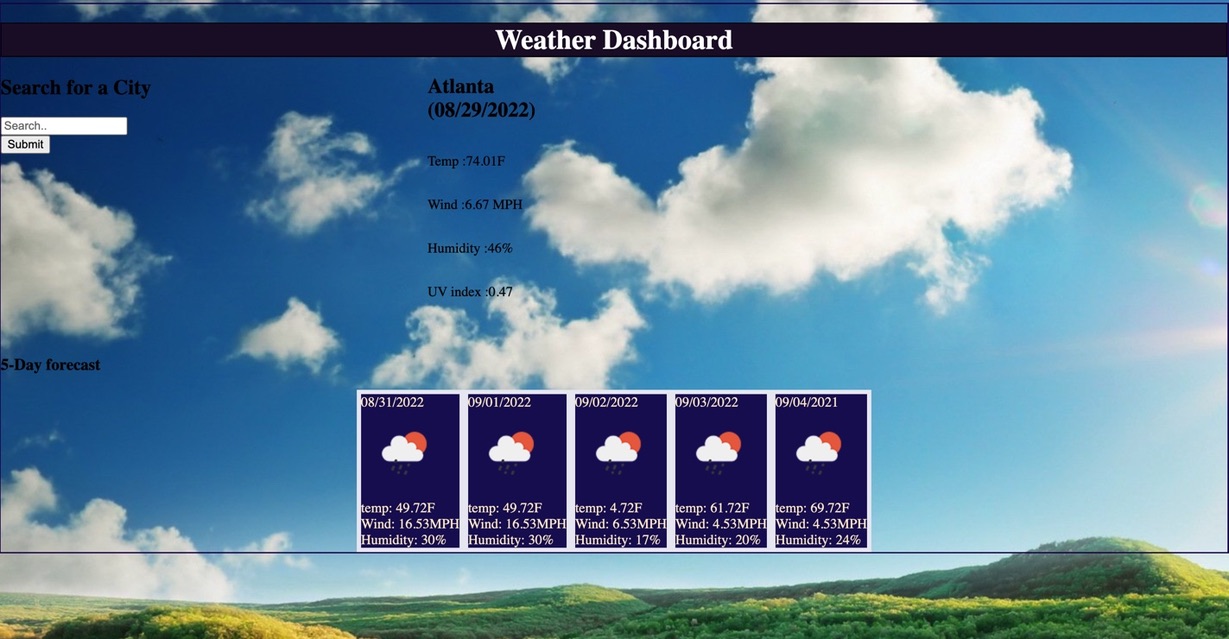 Weather Dashboard
Search for a City
Search..
Submit
Atlanta
(08/29/2022)
Temp :74.01F
Wind :6.67 MPH
Humidity :46%
UV index :0.47
5-Day forecast
08/31/2022
temp: 49.72F
Wind: 16.53MPH
Humidity: 30%
09/01/2022
temp: 49.72F
Wind: 16.53MPH
Humidity: 30%
09/02/2022
temp: 4.72F
Wind: 6.53MPH
Humidity: 17%
09/03/2022
temp: 61.72F
Wind: 4.53MPH
Humidity: 20%
09/04/2021
temp: 69.72F
Wind: 4.53MPH
Humidity: 24%